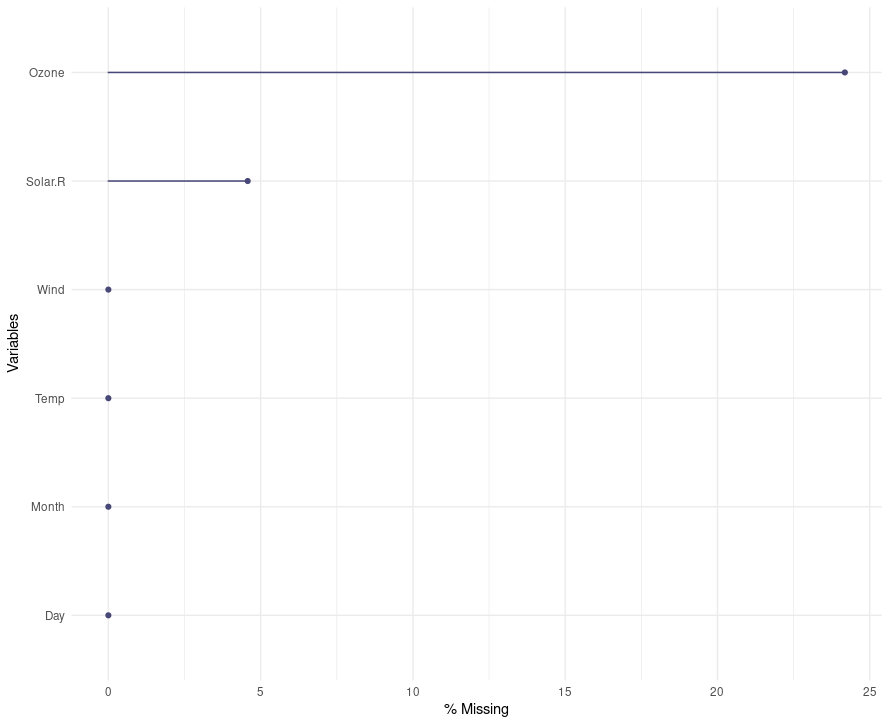 Ozone
Solar.R
Wind
Temp
Month
Day
Variables
0 5 10 15 20 25
% Missing